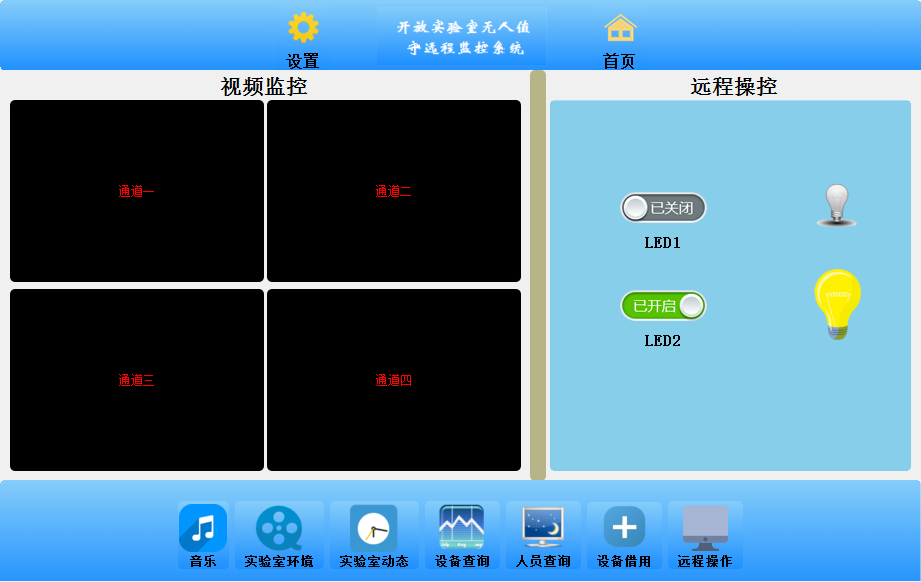 设置
开放实验室无人值
守远程监控系统
首页
视频监控
远程操控
通道一
通道二
通道三
通道四
已关闭
LED1
已开启
LED2
音乐
实验室环境
实验室动态
设备查询
人员查询
设备借用
远程操作